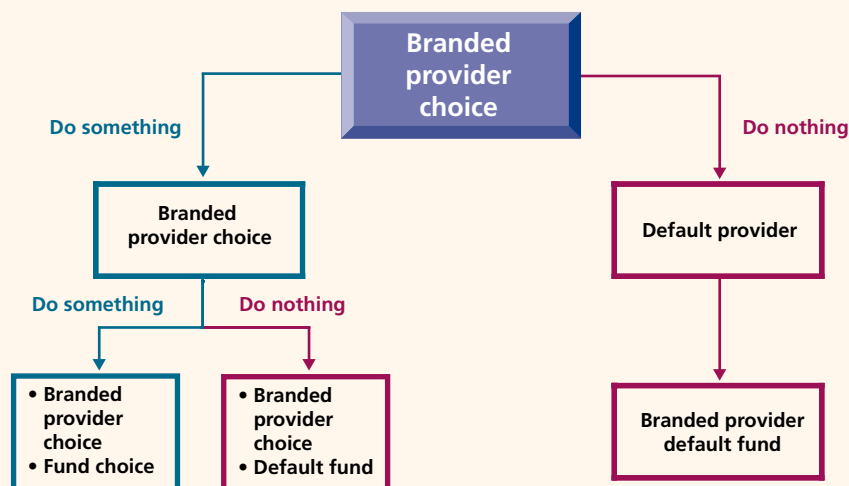 Branded
provider
choice
Do something
Do nothing
Branded
provider choice
Default provider
Do something
Do nothing
• Branded
provider
choice
• Fund choice
• Branded
provider
choice
• Default fund
Branded provider
default fund